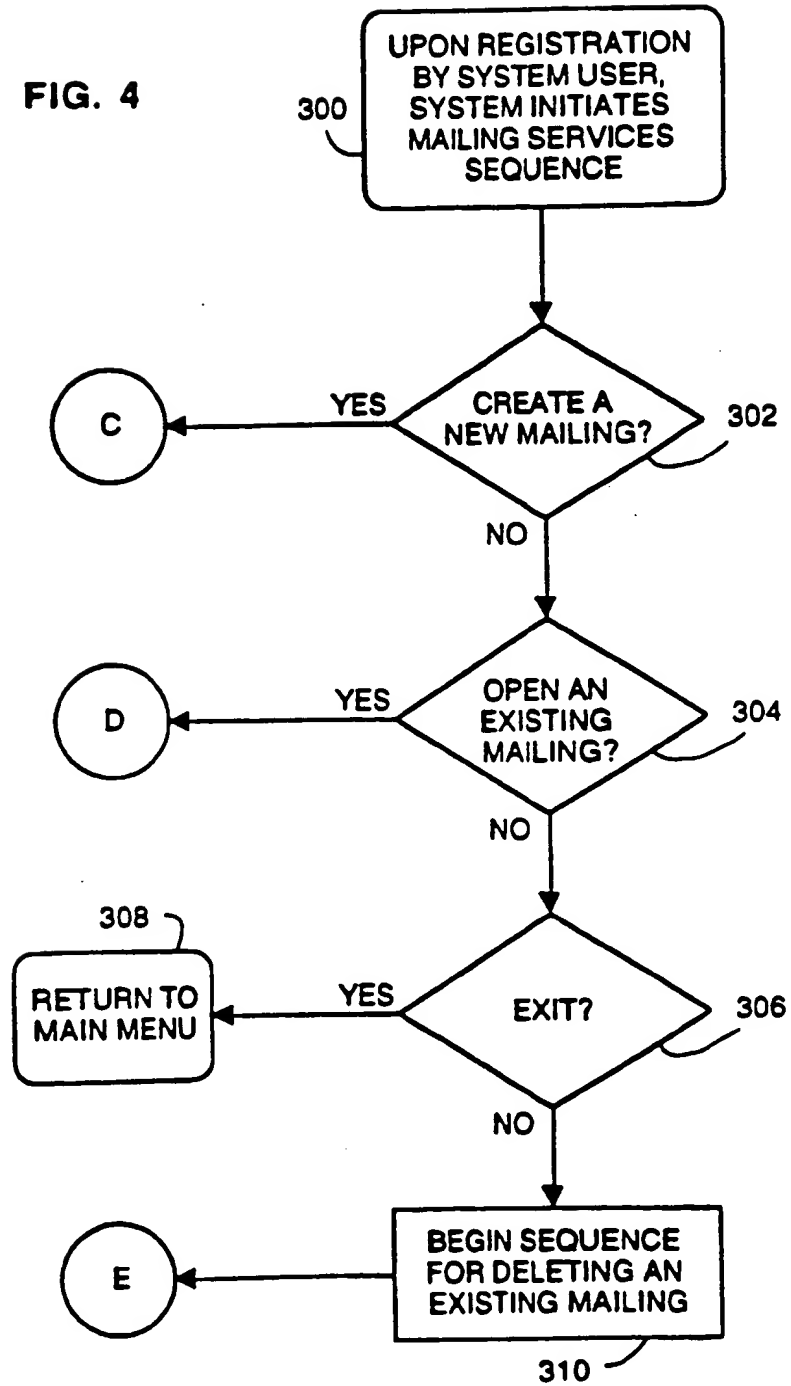 FIG. 4
300
UPON REGISTRATION
BY SYSTEM USER,
SYSTEM INITIATES
MAILING SERVICES
SEQUENCE
C
YES
CREATE A
NEW MAILING?
302
NO
D
YES
OPEN AN
EXISTING
MAILING?
304
NO
308
RETURN TO
MAIN MENU
YES
EXIT?
306
NO
E
BEGIN SEQUENCE
FOR DELETING AN
EXISTING MAILING
310